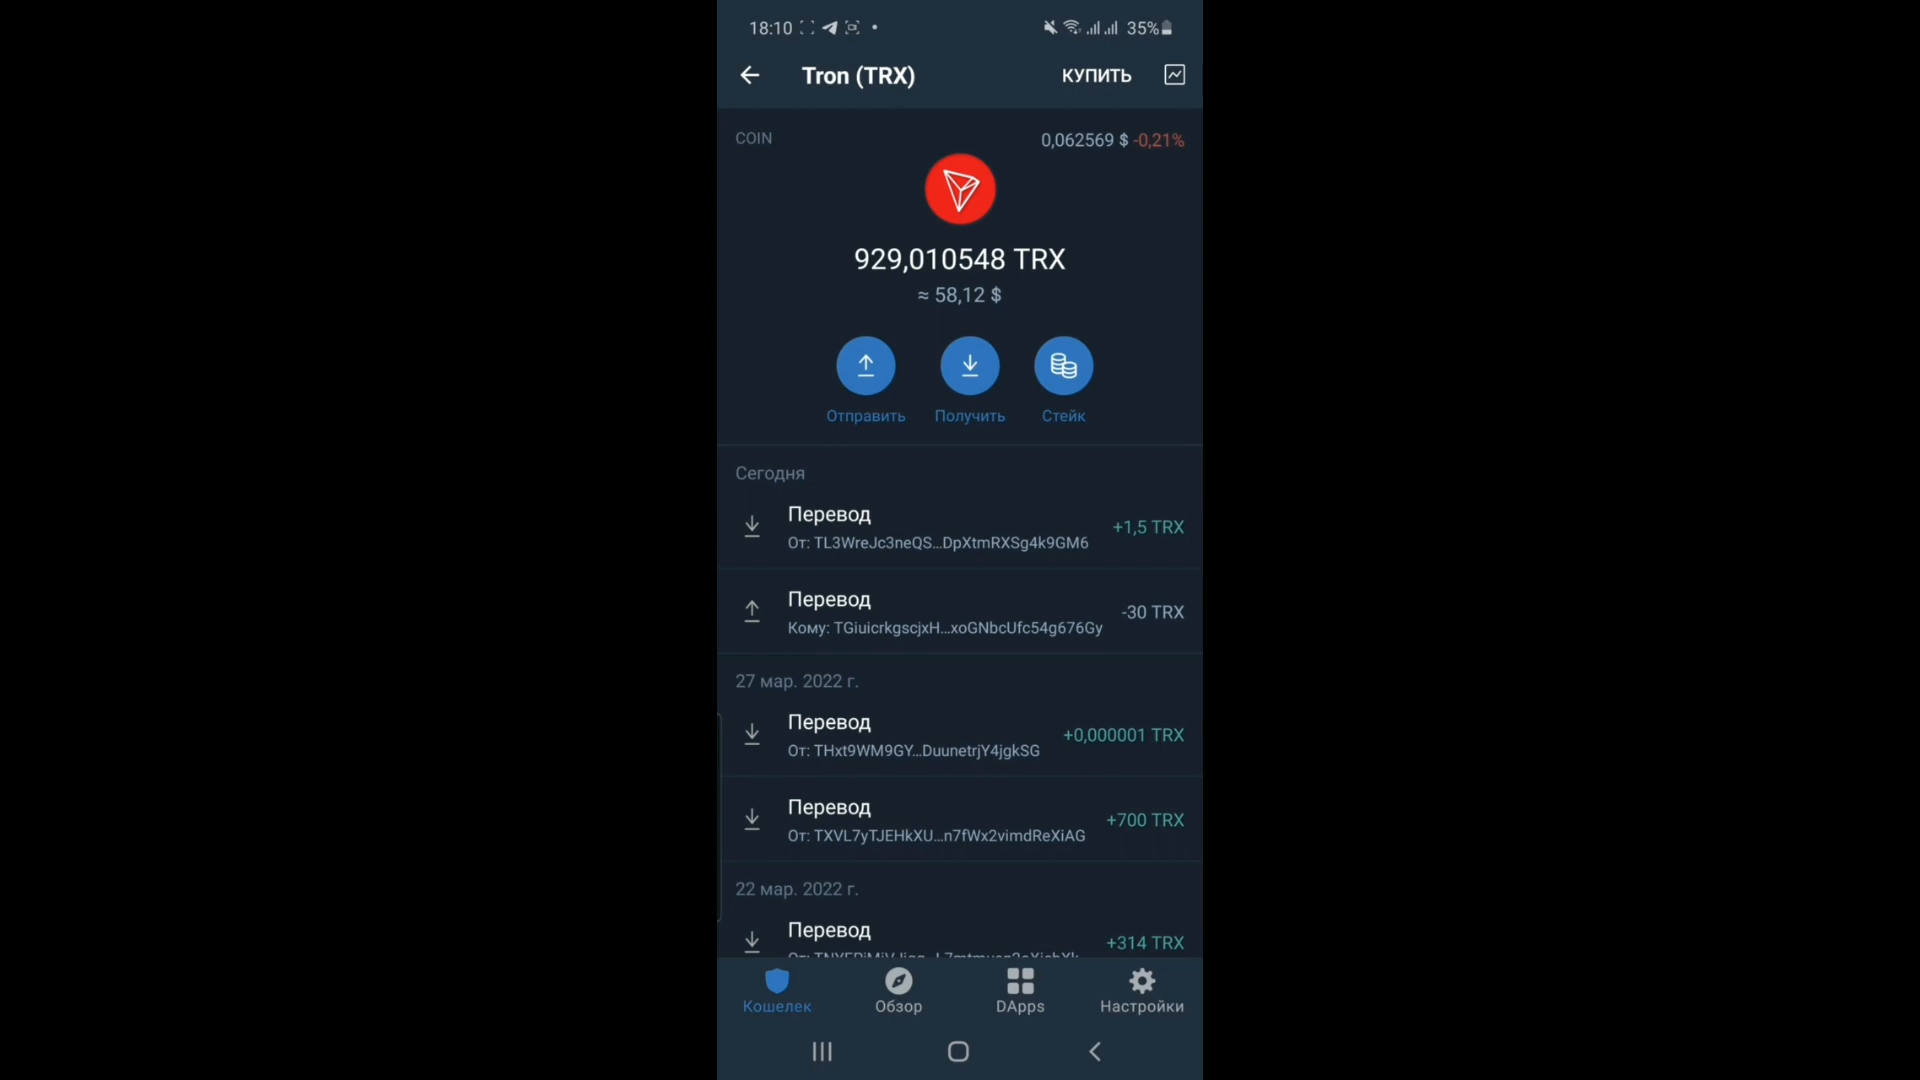 18:10
35%
Tron (TRX)
КУПИТЬ
COIN
0,062569 $ -0,21%
929,010548 TRX
≈ 58,12 $
Отправить
Получить
Стейк
Сегодня
Перевод
От: TL3WreJc3neQS...DpXtmRXSg4k9GM6
+1,5 TRX
Перевод
Кому: TGiuicrkgscjxH...xoGNbcUfc54g676Gy
-30 TRX
27 мар. 2022 г.
Перевод
От: THxt9WM9GY...DuunetrjY4jgkSG
+0,000001 TRX
Перевод
От: TXVL7yTJEHkXU...n7fWx2vimdReXiAG
+700 TRX
22 мар. 2022 г.
Перевод
+314 TRX
Кошелек
Обзор
DApps
Настройки